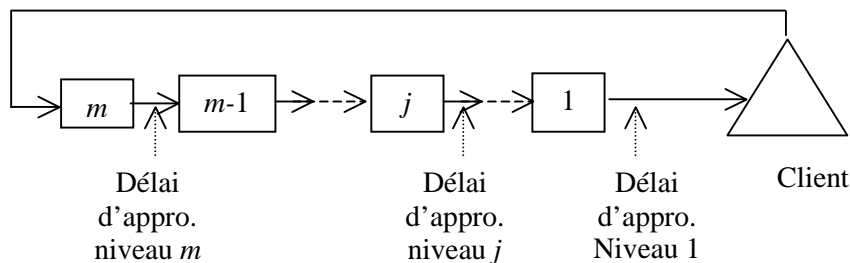 m
m-1
j
1
Client
Délai
d'appro.
niveau m
Délai
d'appro.
niveau j
Délai
d'appro.
Niveau 1